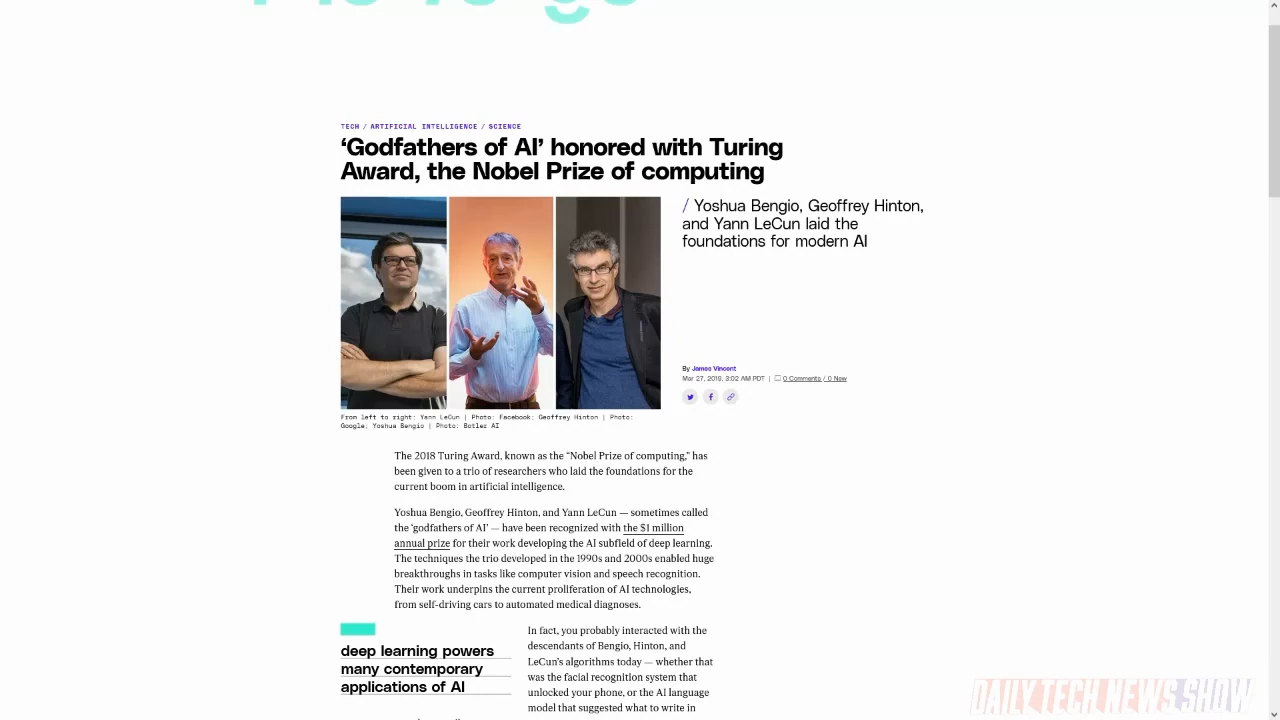 TECH / ARTIFICIAL INTELLIGENCE / SCIENCE
‘Godfathers of AI’ honored with Turing
Award, the Nobel Prize of computing
/ Yoshua Bengio, Geoffrey Hinton,
and Yann LeCun laid the
foundations for modern AI
By James Vincent
Mar 27, 2019, 3:02 AM PDT | 0 Comments / 0 New
From left to right: Yann LeCun | Photo: Facebook; Geoffrey Hinton | Photo:
Google; Yoshua Bengio | Photo: Botler AI
The 2018 Turing Award, known as the “Nobel Prize of computing,” has
been given to a trio of researchers who laid the foundations for the
current boom in artificial intelligence.
Yoshua Bengio, Geoffrey Hinton, and Yann LeCun — sometimes called
the ‘godfathers of AI’ — have been recognized with the $1 million
annual prize for their work developing the AI subfield of deep learning.
The techniques the trio developed in the 1990s and 2000s enabled huge
breakthroughs in tasks like computer vision and speech recognition.
Their work underpins the current proliferation of AI technologies,
from self-driving cars to automated medical diagnoses.
deep learning powers
many contemporary
applications of AI
In fact, you probably interacted with the
descendants of Bengio, Hinton, and
LeCun’s algorithms today — whether that
was the facial recognition system that
unlocked your phone, or the AI language
model that suggested what to write in
DAILY TECH NEWS SHOW